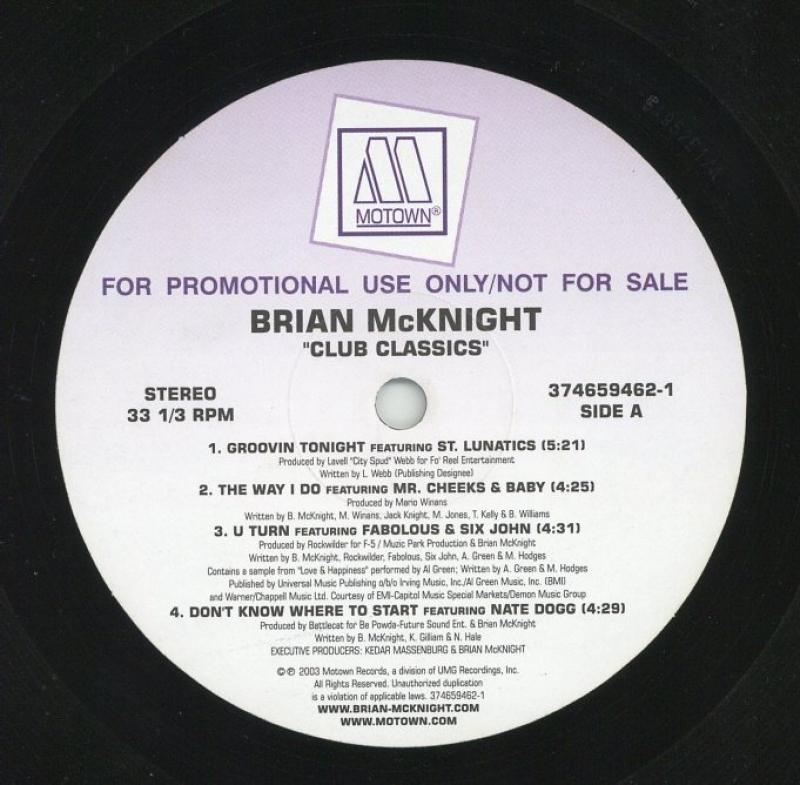 MOTOWN®
FOR PROMOTIONAL USE ONLY/NOT FOR SALE
BRIAN McKNIGHT
"CLUB CLASSICS"
STEREO
33 1/3 RPM
374659462-1
SIDE A
1. GROOVIN TONIGHT FEATURING ST. LUNATICS (5:21)
Produced by Lavell "City Spud" Webb for Fo' Reel Entertainment
Written by L. Webb (Publishing Designee)
2. THE WAY I DO FEATURING MR. CHEEKS & BABY (4:25)
Produced by Mario Winans
Written by B. McKnight, M. Winans, Jack Knight, M. Jones, T. Kelly & B. Williams
3. U TURN FEATURING FABOLOUS & SIX JOHN (4:31)
Produced by Rockwilder for F-5 / Muzic Park Production & Brian McKnight
Written by B. McKnight, Rockwilder, Fabolous, Six John, A. Green & M. Hodges
Contains a sample from "Love & Happiness" performed by Al Green; Written by A. Green & M. Hodges
Published by Universal Music Publishing o/b/o Irving Music, Inc./Al Green Music, Inc. (BMI)
and Warner/Chappell Music Ltd. Courtesy of EMI-Capitol Music Special Markets/Demon Music Group
4. DON'T KNOW WHERE TO START FEATURING NATE DOGG (4:29)
Produced by Battlecat for Be Powda-Future Sound Ent. & Brian McKnight
Written by B. McKnight, K. Gilliam & N. Hale
EXECUTIVE PRODUCERS: KEDAR MASSENBURG & BRIAN McKNIGHT
©℗ 2003 Motown Records, a division of UMG Recordings, Inc.
All Rights Reserved. Unauthorized duplication
is a violation of applicable laws. 374659462-1
WWW.BRIAN-MCKNIGHT.COM
WWW.MOTOWN.COM